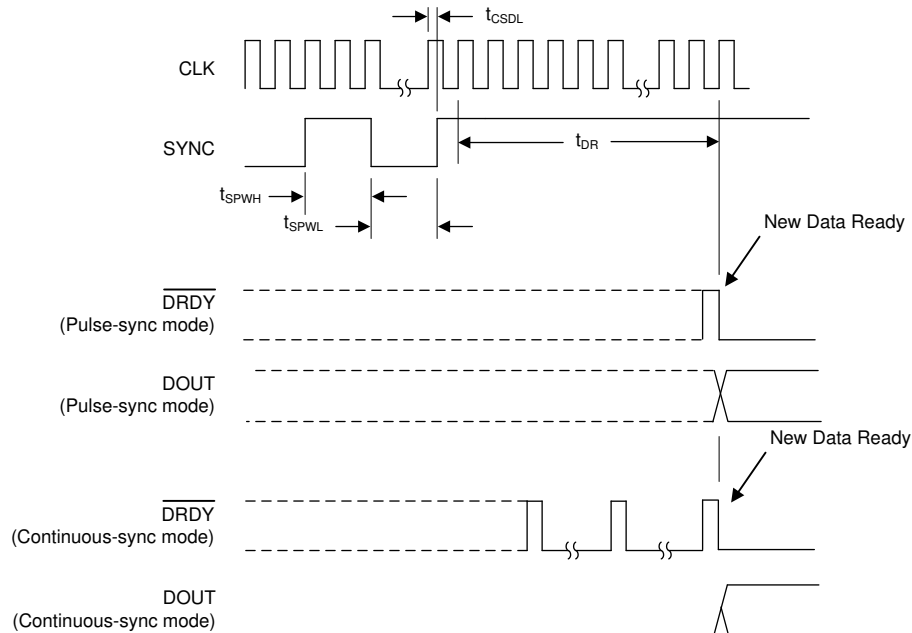 tCSDL
CLK
SYNC
tDR
tSPWH
tSPWL
New Data Ready
DRDY
(Pulse-sync mode)
DOUT
(Pulse-sync mode)
New Data Ready
DRDY
(Continuous-sync mode)
DOUT
(Continuous-sync mode)